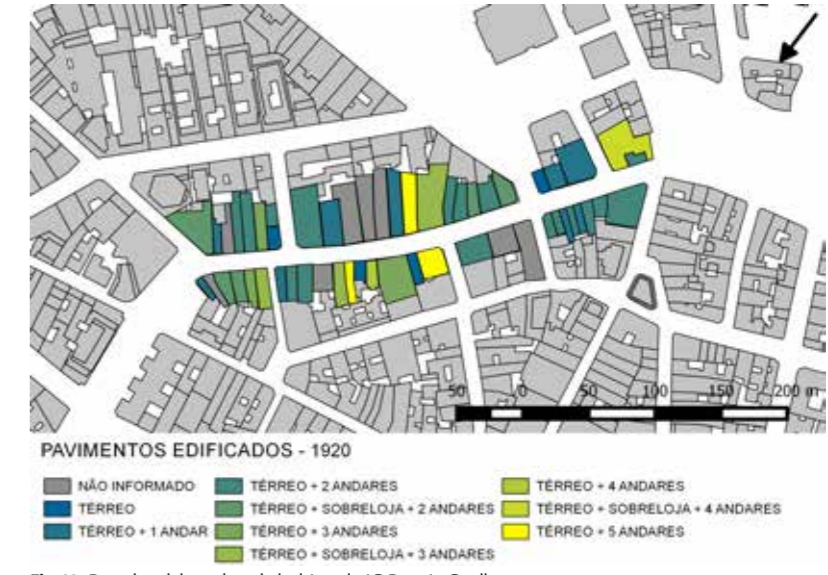 50 0 50 100 150 200 m
PAVIMENTOS EDIFICADOS - 1920
NÃO INFORMADO
TÉRREO
TÉRREO + 1 ANDAR
TÉRREO + 2 ANDARES
TÉRREO + SOBRELOJA + 2 ANDARES
TÉRREO + 3 ANDARES
TÉRREO + SOBRELOJA + 3 ANDARES
TÉRREO + 4 ANDARES
TÉRREO + SOBRELOJA + 4 ANDARES
TÉRREO + 5 ANDARES